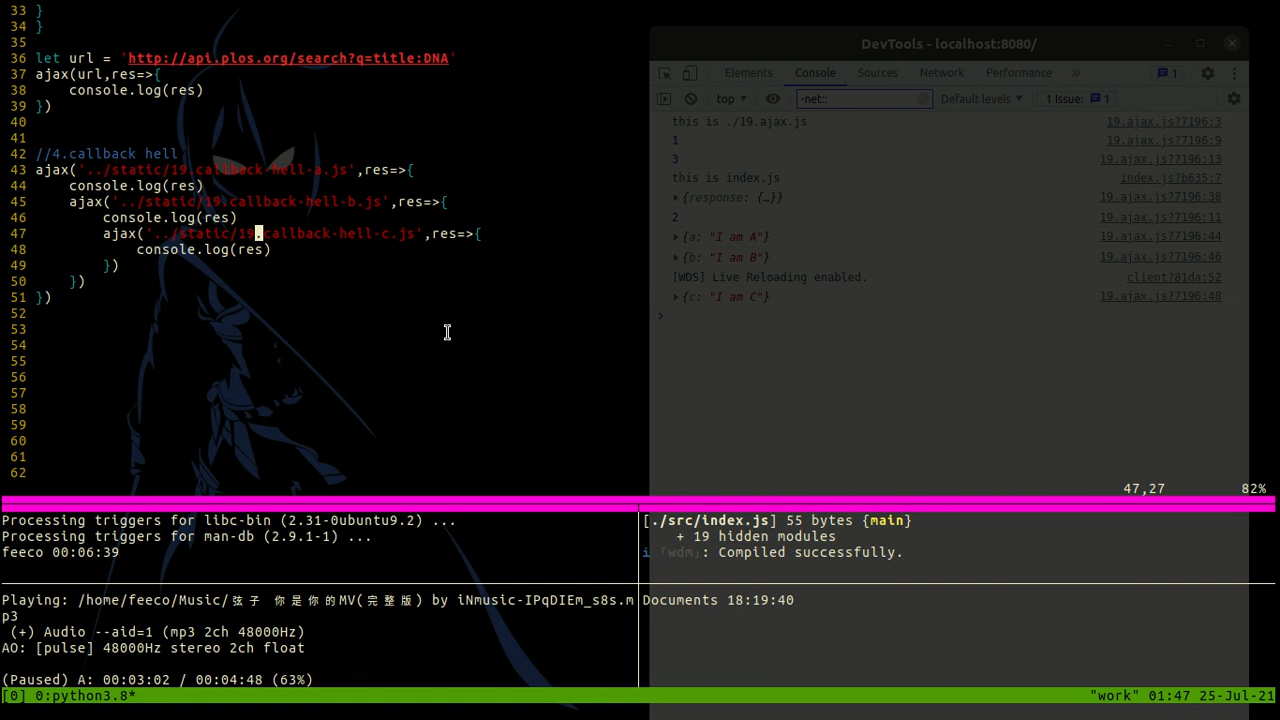 33 }
34 }
35
36 let url = 'http://api.plos.org/search?q=title:DNA'
37 ajax(url,res=>{
38     console.log(res)
39 })
40
41
42 //4.callback hell
43 ajax('../static/19.callback-hell-a.js',res=>{
44     console.log(res)
45     ajax('../static/19.callback-hell-b.js',res=>{
46         console.log(res)
47         ajax('../static/19.callback-hell-c.js',res=>{
48             console.log(res)
49         })
50     })
51 })
52
53
54
55
56
57
58
59
60
61
62
47,27 82%
DevTools - localhost:8080/
Elements Console Sources Network Performance » 1
top -net:: Default levels 1 Issue: 1
this is ./19.ajax.js 19.ajax.js?7196:3
1 19.ajax.js?7196:9
3 19.ajax.js?7196:13
this is index.js index.js?b635:7
{response: {…}} 19.ajax.js?7196:38
2 19.ajax.js?7196:11
{a: "I am A"} 19.ajax.js?7196:44
{b: "I am B"} 19.ajax.js?7196:46
[WDS] Live Reloading enabled. client?81da:52
{c: "I am C"} 19.ajax.js?7196:48
Processing triggers for libc-bin (2.31-0ubuntu9.2) ...
Processing triggers for man-db (2.9.1-1) ...
feeco 00:06:39
[./src/index.js] 55 bytes {main}
+ 19 hidden modules
i ｢wdm｣: Compiled successfully.
Playing: /home/feeco/Music/弦子 你是你的MV(完整版) by iNmusic-IPqDIEm_s8s.m
p3
(+) Audio --aid=1 (mp3 2ch 48000Hz)
AO: [pulse] 48000Hz stereo 2ch float
(Paused) A: 00:03:02 / 00:04:48 (63%)
Documents 18:19:40
[0] 0:python3.8* "work" 01:47 25-Jul-21